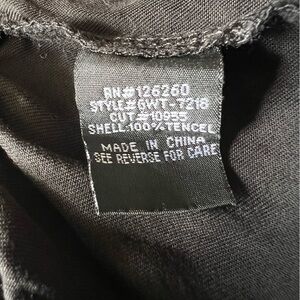 RN#126260
STYLE#GWT-7218
CUT#10955
SHELL:100%TENCEL
MADE IN CHINA
SEE REVERSE FOR CARE